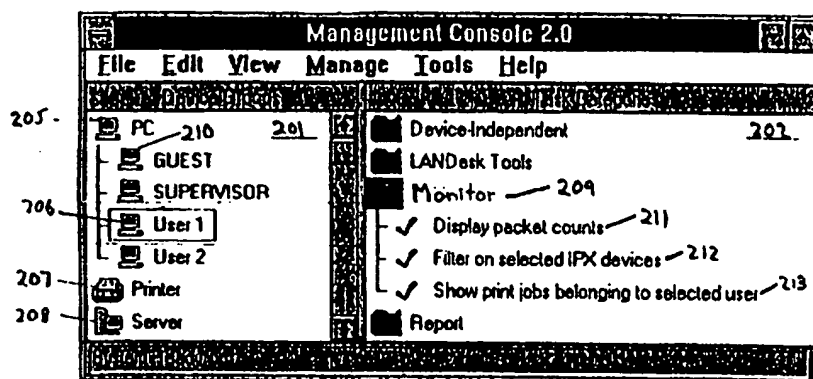 Management Console 2.0
File Edit View Manage Tools Help
205 PC 210 201
GUEST
SUPERVISOR
206 User 1
User 2
207 Printer
208 Server
Device-Independent 202
LANDesk Tools
Monitor 209
Display packet counts 211
Filter on selected IPX devices 212
Show print jobs belonging to selected user 213
Report